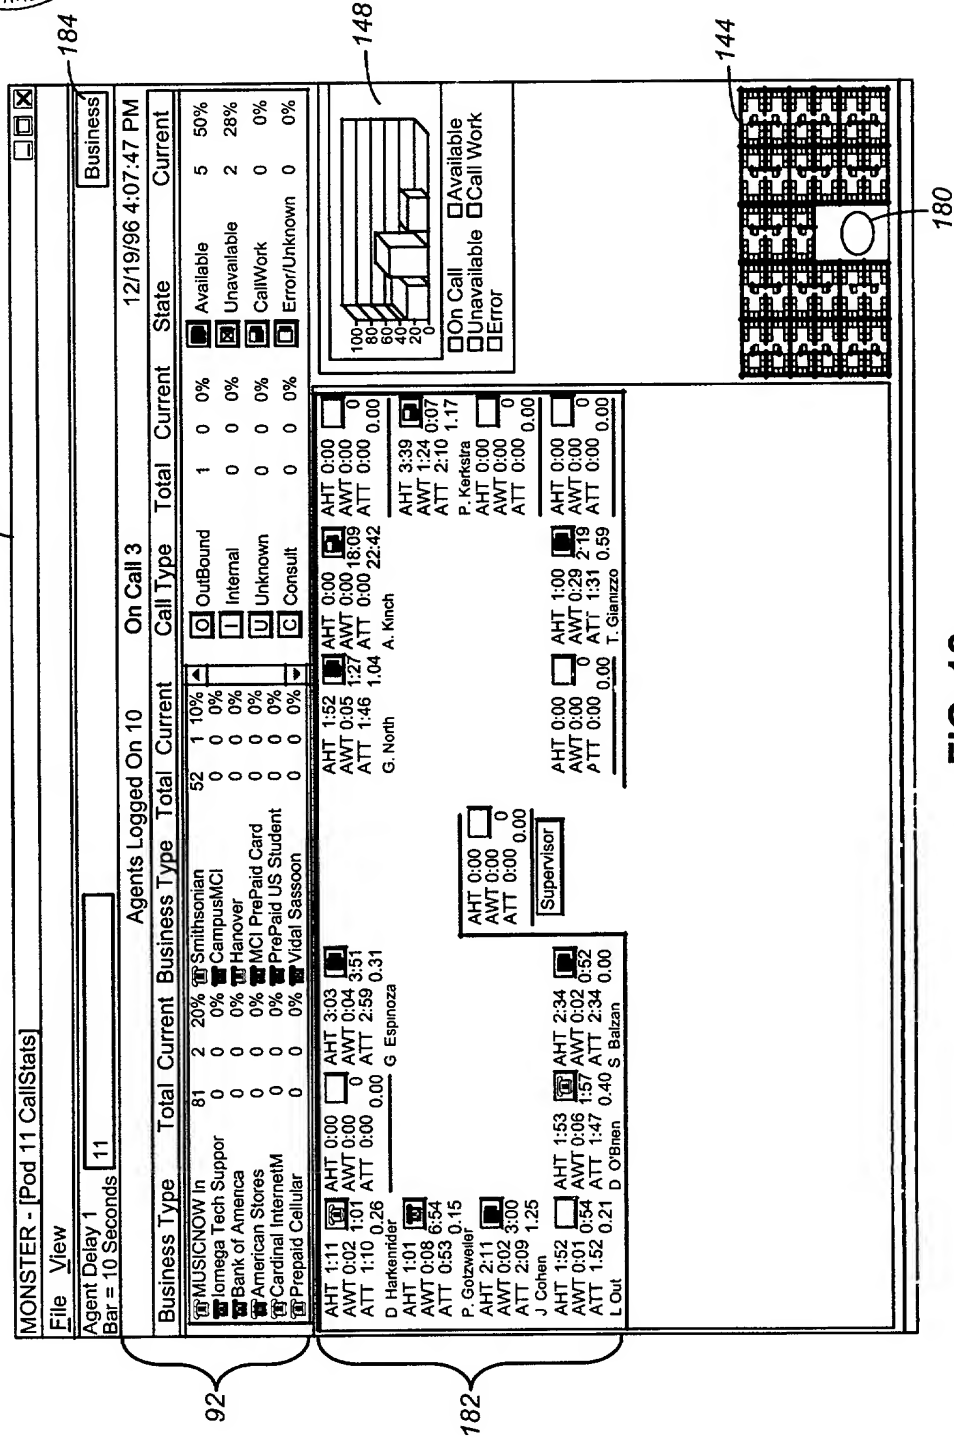 184
MONSTER - [Pod 11 CallStats]
File View
Agent Delay 1
Bar = 10 Seconds
11
Business
Agents Logged On 10 On Call 3 12/19/96 4:07:47 PM
Business Type Total Current Business Type Total Current Call Type Total Current State Current
MUSICNOW In 81 2 20% Smithsonian 52 1 10% O OutBound 1 0 0% Available 5 50%
Iomega Tech Suppor 0 0 0% CampusMCI 0 0% I Internal 0 0 0% Unavailable 2 28%
Bank of America 0 0 0% Hanover 0 0 0% U Unknown 0 0 0% CallWork 0 0%
American Stores 0 0 0% MCI PrePaid Card 0 0 0% C Consult 0 0 0% Error/Unknown 0 0%
Cardinal InternetM 0 0 0% PrePaid US Student 0 0 0%
Prepaid Cellular 0 0 0% Vidal Sassoon 0 0 0%
92
AHT 1:11
AWT 0:02 1:01
ATT 1:10 0.26
D Harkenrider
AHT 0:00
AWT 0:00 0
ATT 0:00 0.00
AHT 3:03
AWT 0:04 3:51
ATT 2:59 0.31
G Espinoza
AHT 1:52
AWT 0:05 1:27
ATT 1:46 1.04
G. North
AHT 0:00
AWT 0:00 18:09
ATT 0:00 22:42
A. Kinch
AHT 0:00
AWT 0:00 0
ATT 0:00 0.00
AHT 1:01
AWT 0:08 6:54
ATT 0:53 0.15
P. Gotzweiler
AHT 3:39
AWT 1:24 0:07
ATT 2:10 1.17
P. Kerkstra
AHT 2:11
AWT 0:02 3:00
ATT 2:09 1.25
J Cohen
AHT 0:00
AWT 0:00 0
ATT 0:00 0.00
AHT 0:00
AWT 0:00 0
ATT 0:00 0.00
Supervisor
AHT 1:52
AWT 0:01 0:54
ATT 1.52 0.21
L Out
AHT 1:53
AWT 0:06 1:57
ATT 1:47 0.40
D O'Brien
AHT 2:34
AWT 0:02 0:52
ATT 2:34 0.00
S Balzan
AHT 0:00
AWT 0:00 0
ATT 0:00 0.00
AHT 1:00
AWT 0:29 2:19
ATT 1:31 0.59
T. Gianizzo
AHT 0:00
AWT 0:00 0
ATT 0:00 0.00
182
100
80
60
40
20
0
On Call Available
Unavailable Call Work
Error
148
144
180